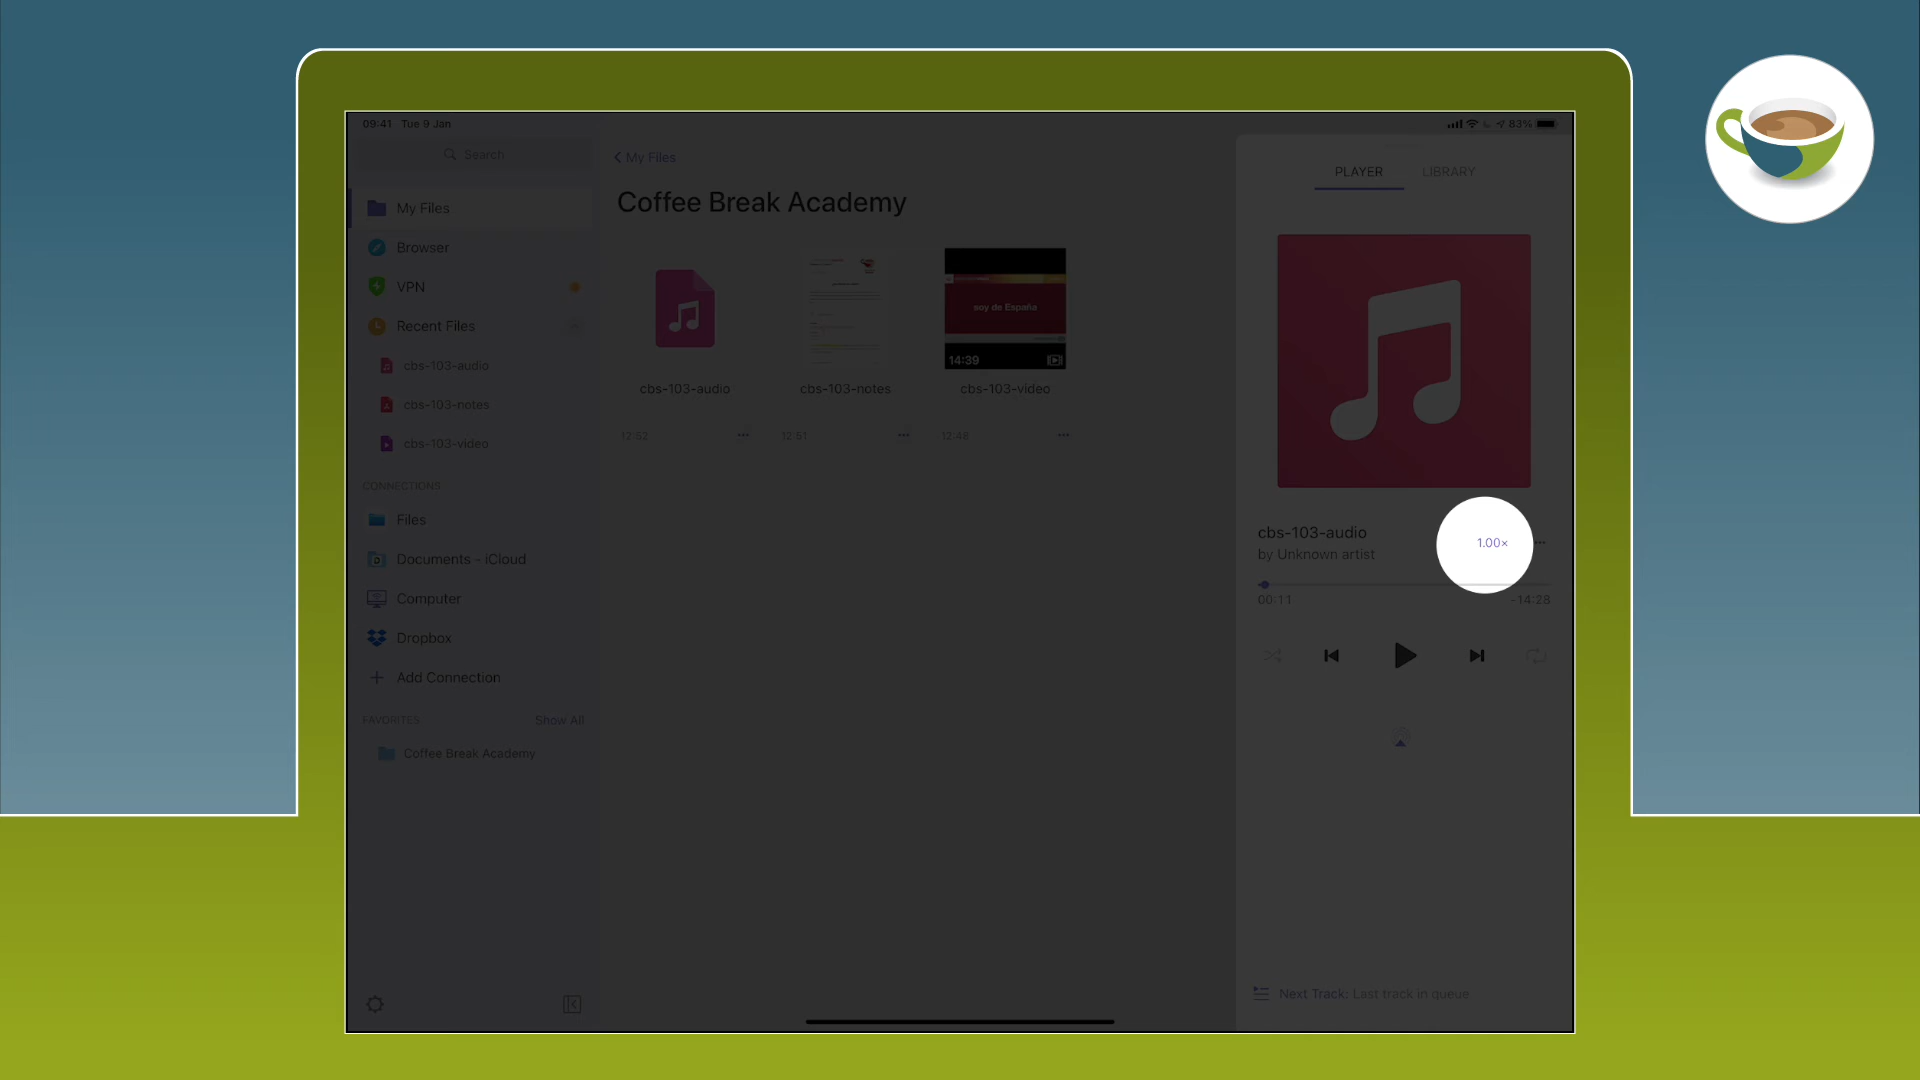 09:41 Tue 9 Jan
83%
Search
My Files
Browser
VPN
Recent Files
cbs-103-audio
cbs-103-notes
cbs-103-video
CONNECTIONS
Files
Documents - iCloud
Computer
Dropbox
Add Connection
FAVORITES Show All
Coffee Break Academy
My Files
Coffee Break Academy
soy de España
14:39
cbs-103-audio
cbs-103-notes
cbs-103-video
12:52
12:51
12:48
PLAYER LIBRARY
cbs-103-audio
by Unknown artist
1.00×
00:11 -14:28
Next Track: Last track in queue